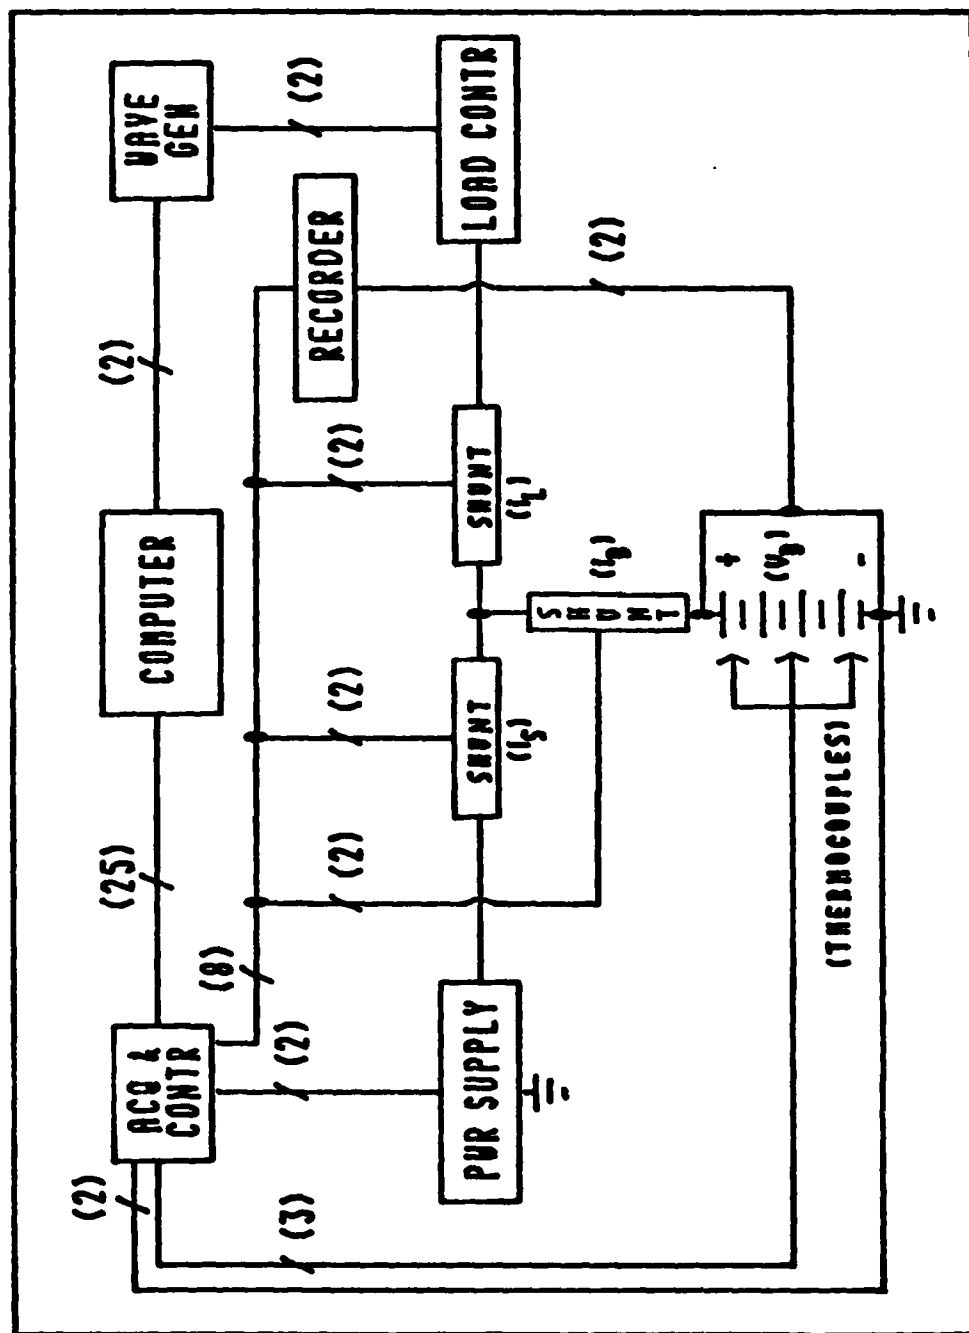 (2)
ACQ &
CONTR
(25)
COMPUTER
(2)
WAVE
GEN
(3)
(2)
(8)
(2)
(2)
(2)
RECORDER
(2)
PWR SUPPLY
SHUNT
(I_S)
SHUNT
(I_L)
LOAD CONTR
SHUNT
(I_B)
(2)
+
(V_B)
-
(THERMOCOUPLES)